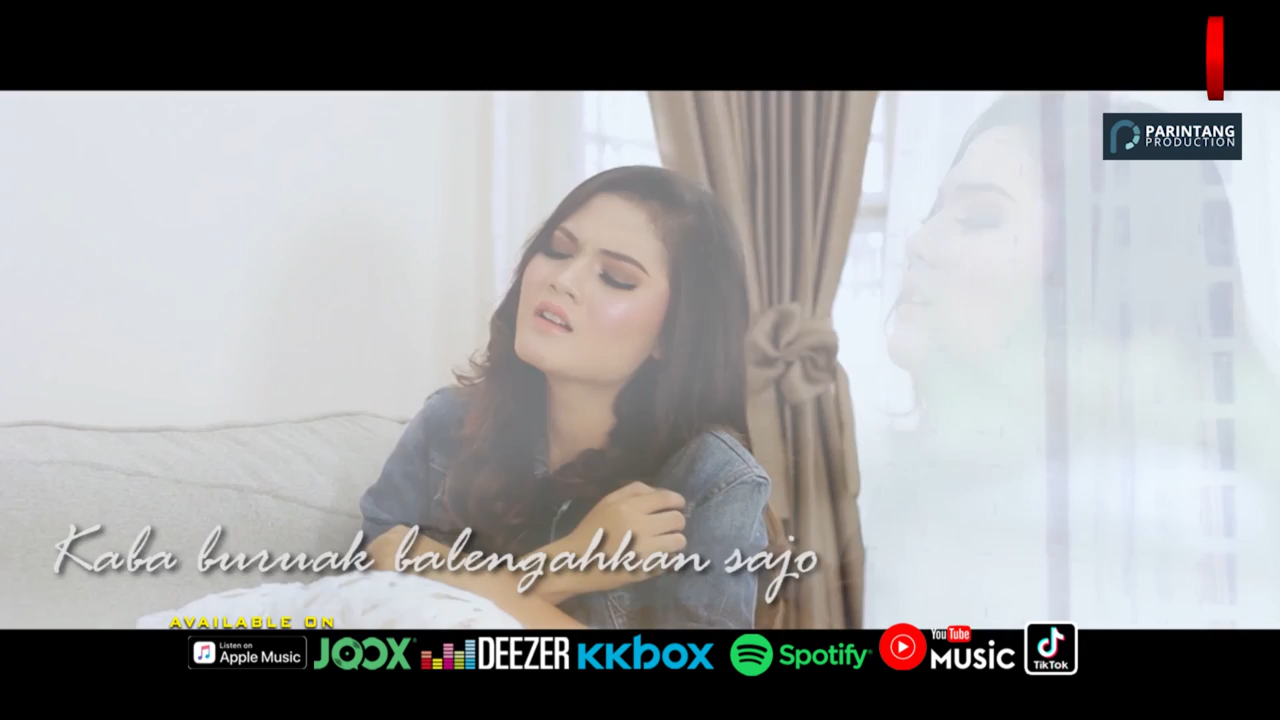 PARINTANG
PRODUCTION
Kaba buruak balengahkan sajo
AVAILABLE ON
Listen on
Apple Music
JOOX
DEEZER
KKBOX
Spotify
YouTube
MUSIC
TikTok